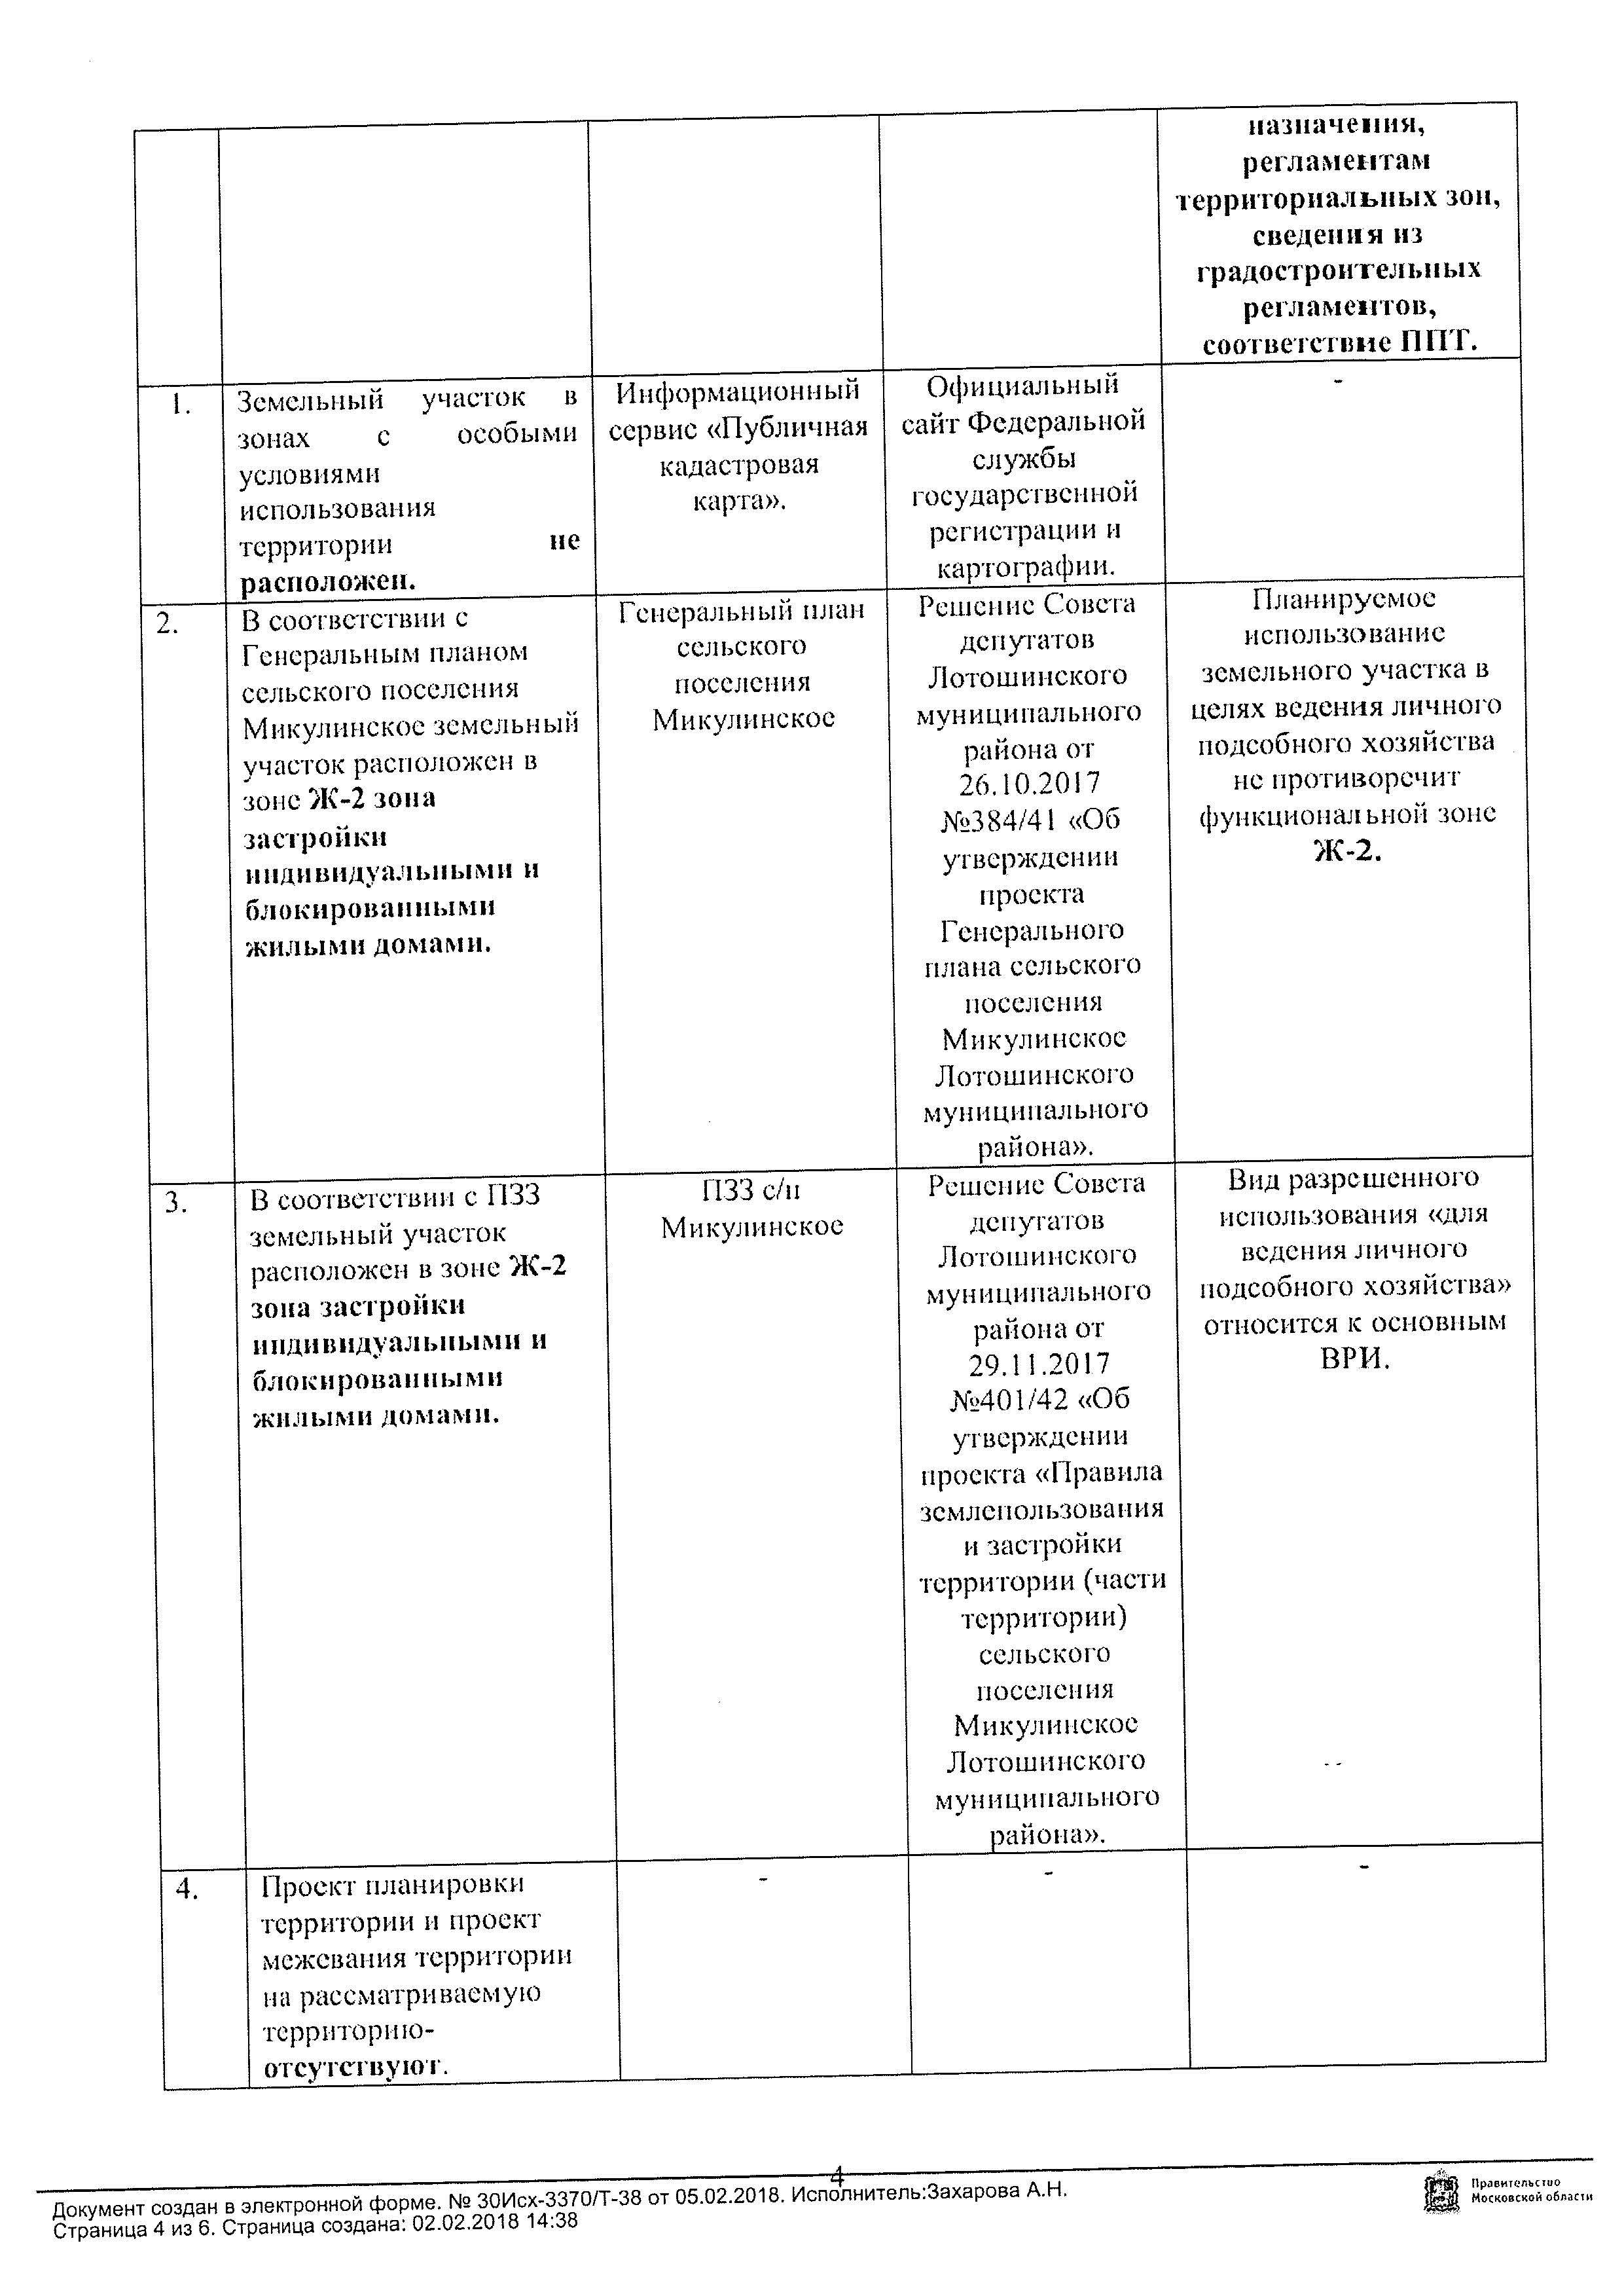 назначения,
регламентам
территориальных зон,
сведения из
градостроительных
регламентов,
соответствие ППТ.
1.
Земельный участок в
зонах с особыми
условиями
использования
территории не
расположен.
Информационный
сервис «Публичная
кадастровая
карта».
Официальный
сайт Федеральной
службы
государственной
регистрации и
картографии.
-
2.
В соответствии с
Генеральным планом
сельского поселения
Микулинское земельный
участок расположен в
зоне Ж-2 зона
застройки
индивидуальными и
блокированными
жилыми домами.
Генеральный план
сельского
поселения
Микулинское
Решение Совета
депутатов
Лотошинского
муниципального
района от
26.10.2017
№384/41 «Об
утверждении
проекта
Генерального
плана сельского
поселения
Микулинское
Лотошинского
муниципального
района».
Планируемое
использование
земельного участка в
целях ведения личного
подсобного хозяйства
не противоречит
функциональной зоне
Ж-2.
3.
В соответствии с ПЗЗ
земельный участок
расположен в зоне Ж-2
зона застройки
индивидуальными и
блокированными
жилыми домами.
ПЗЗ с/п
Микулинское
Решение Совета
депутатов
Лотошинского
муниципального
района от
29.11.2017
№401/42 «Об
утверждении
проекта «Правила
землепользования
и застройки
территории (части
территории)
сельского
поселения
Микулинское
Лотошинского
муниципального
района».
Вид разрешенного
использования «для
ведения личного
подсобного хозяйства»
относится к основным
ВРИ.
4.
Проект планировки
территории и проект
межевания территории
на рассматриваемую
территорию-
отсутствуют.
-
-
-
4
Документ создан в электронной форме. № 30Исх-3370/Т-38 от 05.02.2018. Исполнитель:Захарова А.Н.
Страница 4 из 6. Страница создана: 02.02.2018 14:38
Правительство
Московской области